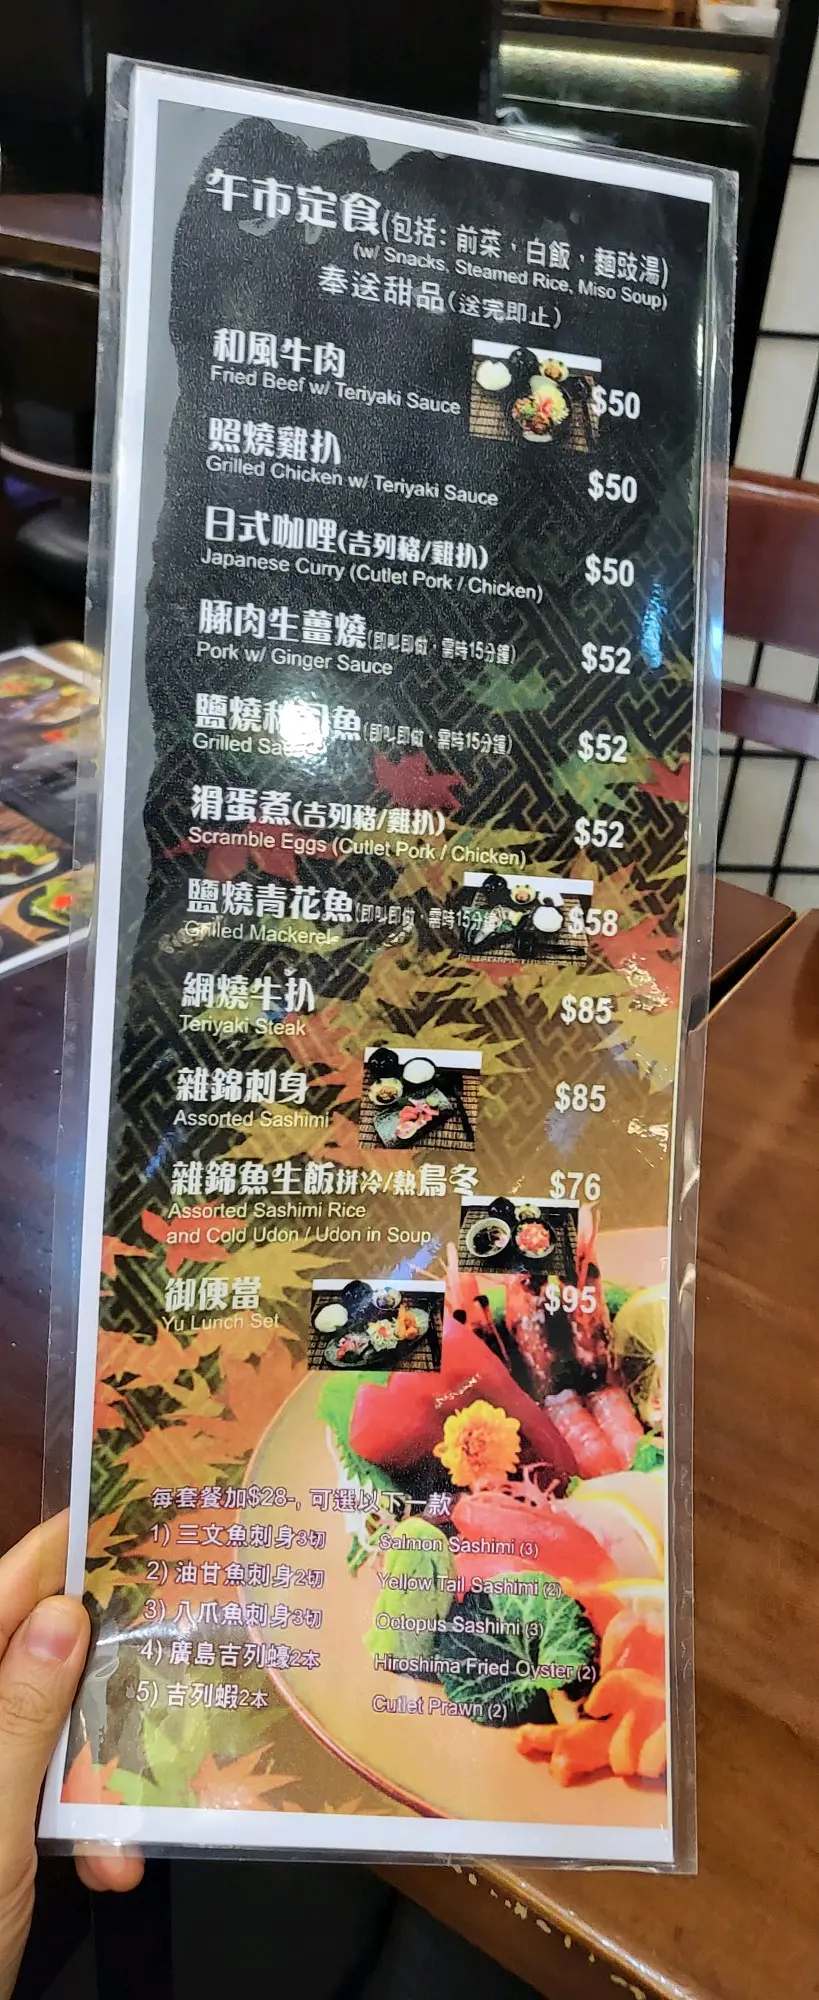 午市定食(包括: 前菜，白飯，麵豉湯)
(w/ Snacks, Steamed Rice, Miso Soup)
奉送甜品(送完即止)
和風牛肉
Fried Beef w/ Teriyaki Sauce
$50
照燒雞扒
Grilled Chicken w/ Teriyaki Sauce
$50
日式咖哩(吉列豬/雞扒)
Japanese Curry (Cutlet Pork / Chicken)
$50
豚肉生薑燒(即叫即做，需時15分鐘)
Pork w/ Ginger Sauce
$52
鹽燒 魚(即叫即做，需時15分鐘)
Grilled
$52
滑蛋煮(吉列豬/雞扒)
Scramble Eggs (Cutlet Pork / Chicken)
$52
鹽燒青花魚(即叫即做，需時15分鐘)
Grilled Mackerel
$58
網燒牛扒
Teriyaki Steak
$85
雜錦刺身
Assorted Sashimi
$85
雜錦魚生飯拼冷/熱烏冬
Assorted Sashimi Rice
and Cold Udon / Udon in Soup
$76
御便當
Yu Lunch Set
$95
每套餐加$28-, 可選以下一款
1) 三文魚刺身3切 Salmon Sashimi (3)
2) 油甘魚刺身2切 Yellow Tail Sashimi (2)
3) 八爪魚刺身3切 Octopus Sashimi (3)
4) 廣島吉列蠔2本 Hiroshima Fried Oyster (2)
5) 吉列蝦2本 Cutlet Prawn (2)